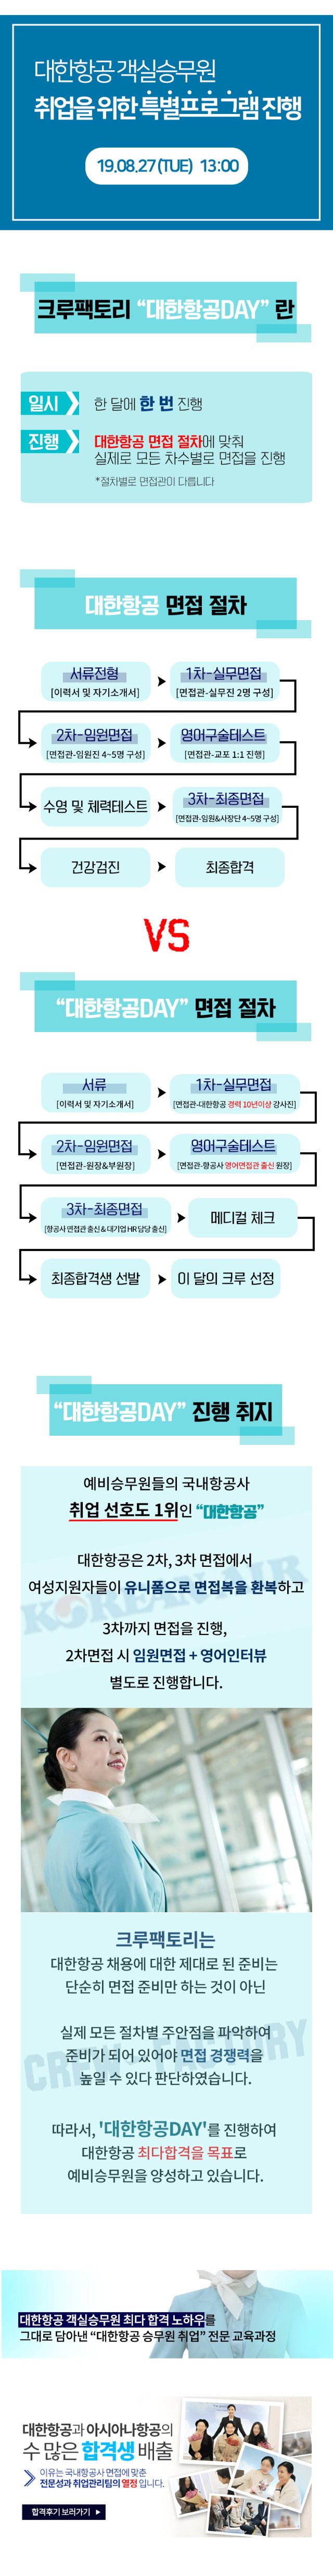 대한항공 객실승무원
취업을 위한 특별프로그램 진행
19.08.27(TUE) 13:00
크루팩토리 “대한항공DAY” 란
일시 한 달에 한 번 진행
진행 대한항공 면접 절차에 맞춰
실제로 모든 차수별로 면접을 진행
*절차별로 면접관이 다릅니다
대한항공 면접 절차
서류전형
[이력서 및 자기소개서]
1차-실무면접
[면접관-실무진 2명 구성]
2차-임원면접
[면접관-임원진 4~5명 구성]
영어구술테스트
[면접관-교포 1:1 진행]
수영 및 체력테스트
3차-최종면접
[면접관-임원&사장단 4~5명 구성]
건강검진
최종합격
VS
“대한항공DAY” 면접 절차
서류
[이력서 및 자기소개서]
1차-실무면접
[면접관-대한항공 경력 10년이상 강사진]
2차-임원면접
[면접관-원장&부원장]
영어구술테스트
[면접관-항공사 영어면접관 출신 원장]
3차-최종면접
[항공사 면접관 출신 & 대기업 HR 담당 출신]
메디컬 체크
최종합격생 선발
이 달의 크루 선정
“대한항공DAY” 진행 취지
예비승무원들의 국내항공사
취업 선호도 1위인 “대한항공”
KOREAN AIR
대한항공은 2차, 3차 면접에서
여성지원자들이 유니폼으로 면접복을 환복하고
3차까지 면접을 진행,
2차면접 시 임원면접 + 영어인터뷰
별도로 진행합니다.
크루팩토리는
대한항공 채용에 대한 제대로 된 준비는
단순히 면접 준비만 하는 것이 아닌
CREW FACTORY
실제 모든 절차별 주안점을 파악하여
준비가 되어 있어야 면접 경쟁력을
높일 수 있다 판단하였습니다.
따라서, '대한항공DAY'를 진행하여
대한항공 최다합격을 목표로
예비승무원을 양성하고 있습니다.
대한항공 객실승무원 최다 합격 노하우를
그대로 담아낸 “대한항공 승무원 취업” 전문 교육과정
대한항공과 아시아나항공의
수 많은 합격생 배출
이유는 국내항공사 면접에 맞춘
전문성과 취업관리팀의 열정 입니다.
합격후기 보러가기